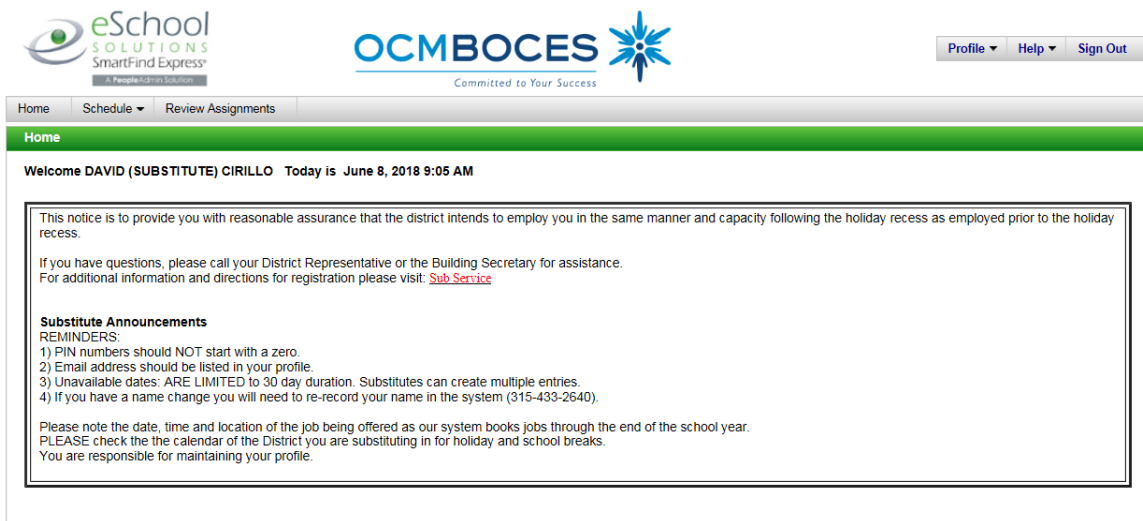 eSchool
SOLUTIONS
SmartFind Express®
A PeopleAdmin Solution
OCMBOCES
Committed to Your Success
Profile Help Sign Out
Home Schedule Review Assignments
Home
Welcome DAVID (SUBSTITUTE) CIRILLO Today is June 8, 2018 9:05 AM
This notice is to provide you with reasonable assurance that the district intends to employ you in the same manner and capacity following the holiday recess as employed prior to the holiday
recess.
If you have questions, please call your District Representative or the Building Secretary for assistance.
For additional information and directions for registration please visit: Sub Service
Substitute Announcements
REMINDERS:
1) PIN numbers should NOT start with a zero.
2) Email address should be listed in your profile.
3) Unavailable dates: ARE LIMITED to 30 day duration. Substitutes can create multiple entries.
4) If you have a name change you will need to re-record your name in the system (315-433-2640).
Please note the date, time and location of the job being offered as our system books jobs through the end of the school year.
PLEASE check the the calendar of the District you are substituting in for holiday and school breaks.
You are responsible for maintaining your profile.